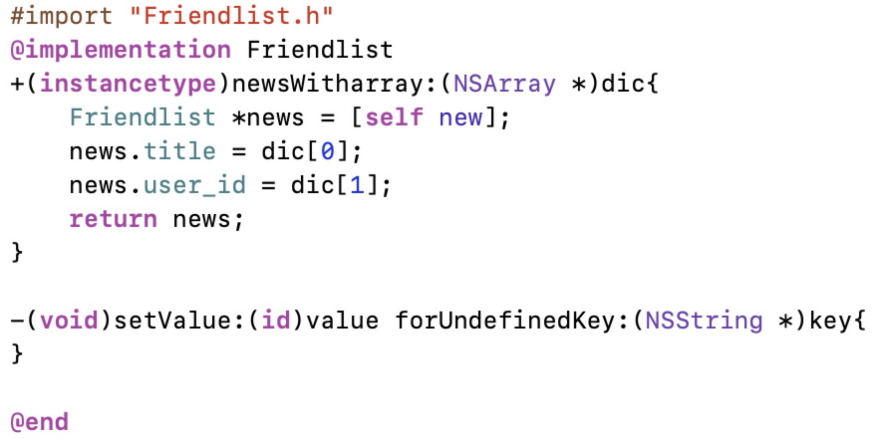 #import "Friendlist.h"
@implementation Friendlist
+(instancetype)newsWitharray:(NSArray *)dic{
    Friendlist *news = [self new];
    news.title = dic[0];
    news.user_id = dic[1];
    return news;
}

-(void)setValue:(id)value forUndefinedKey:(NSString *)key{
}

@end